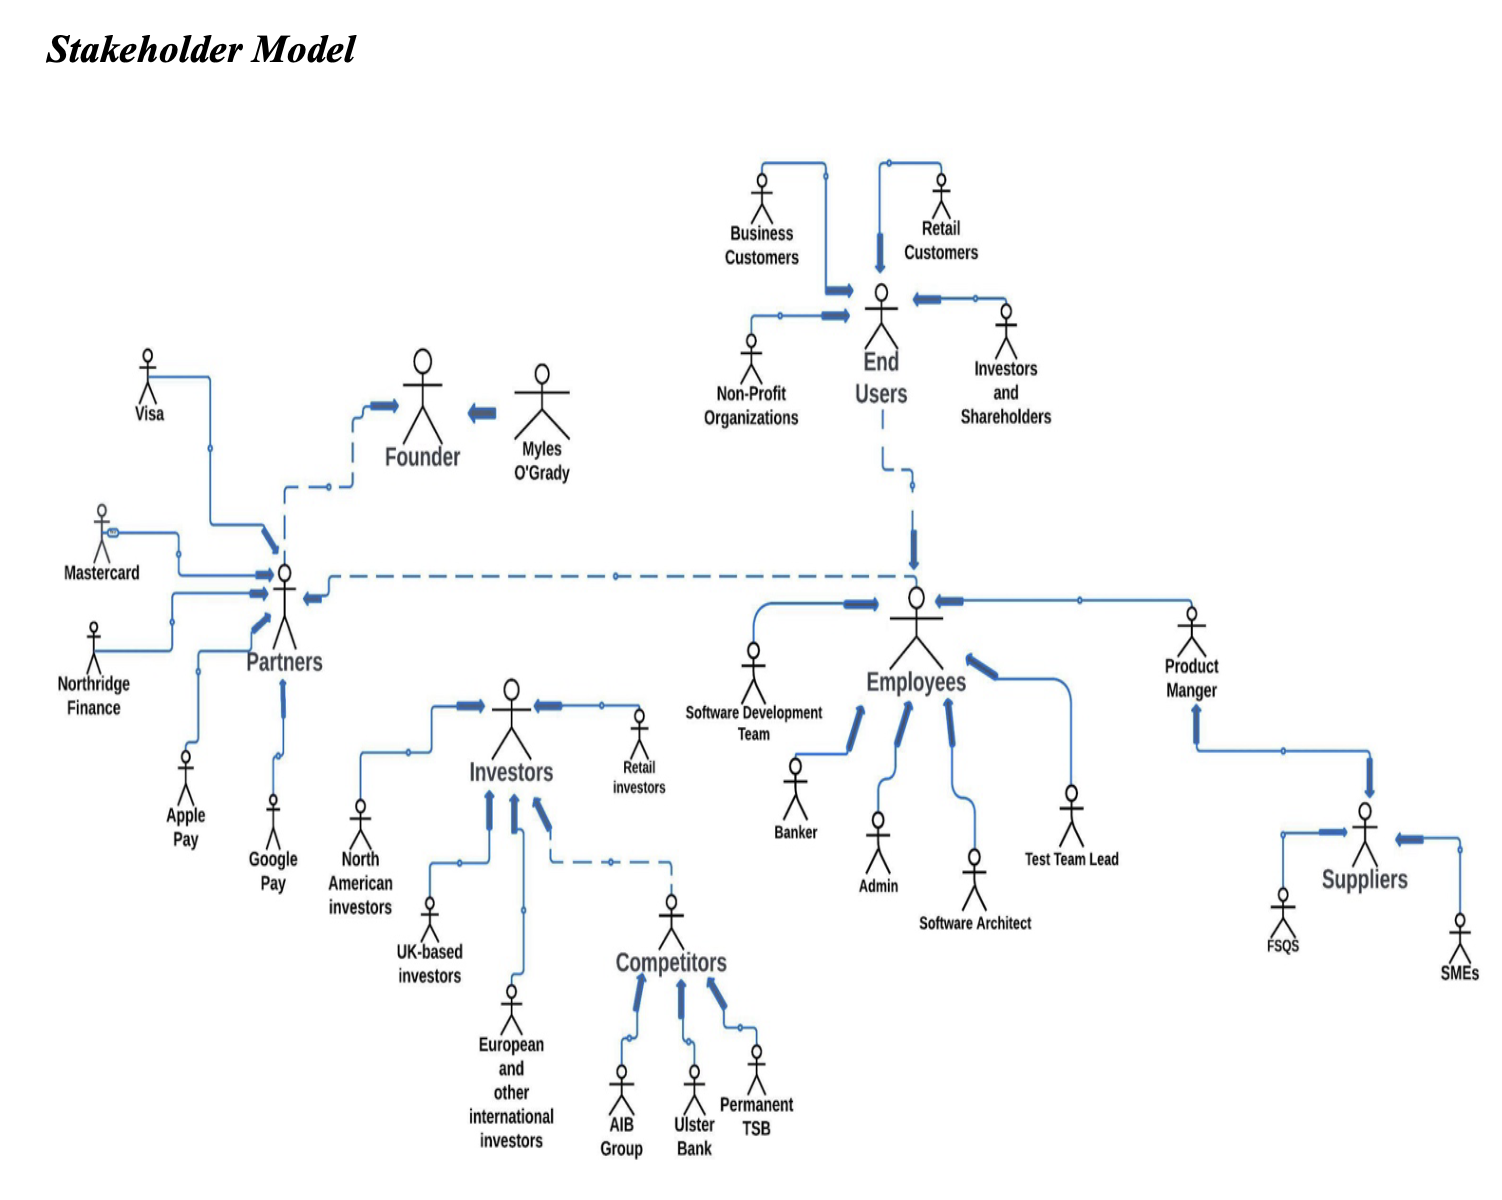 Stakeholder Model
Business
Customers
Retail
Customers
End
Users
Non-Profit
Organizations
Investors
and
Shareholders
Visa
Founder
Myles
O'Grady
Mastercard
Partners
Northridge
Finance
Apple
Pay
Google
Pay
Employees
Product
Manger
Software Development
Team
Banker
Admin
Software Architect
Test Team Lead
Investors
Retail
investors
North
American
investors
UK-based
investors
European
and
other
international
investors
Competitors
AIB
Group
Ulster
Bank
Permanent
TSB
Suppliers
FSQS
SMEs